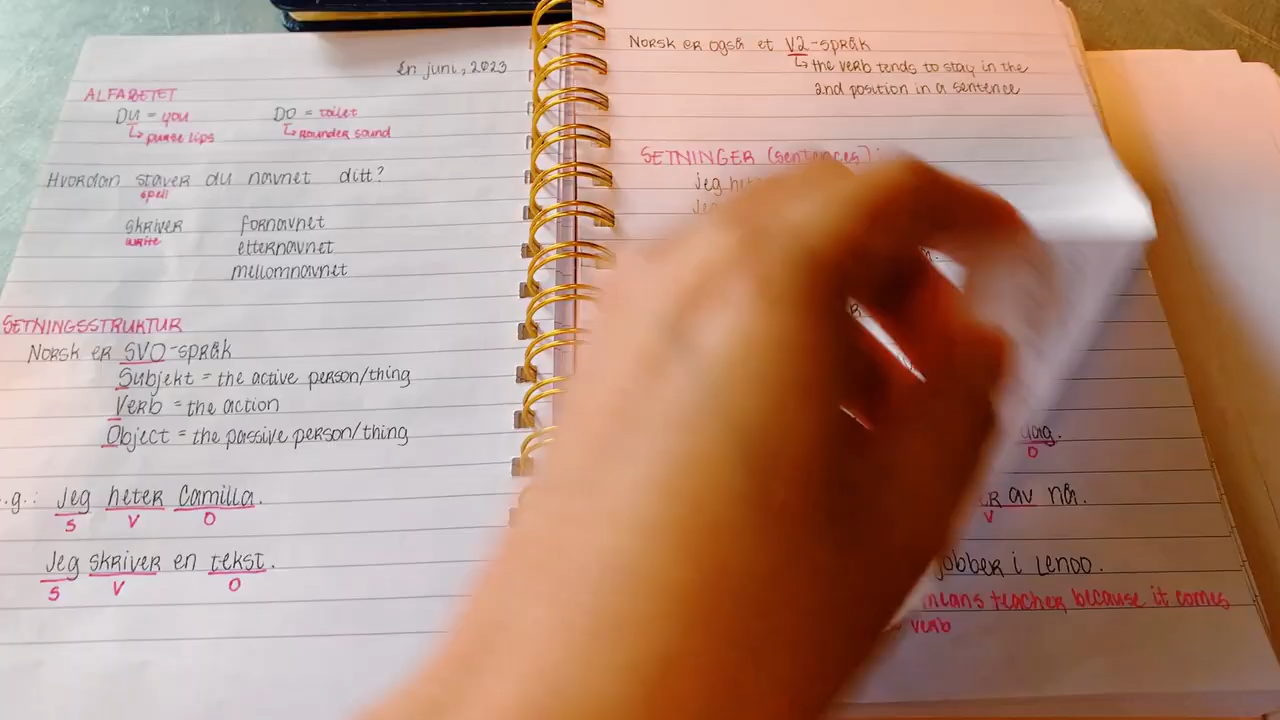 En juni, 2023
ALFABETET
DU = you DO = toilet
↳ purse lips ↳ rounder sound
Hvordan staver du navnet ditt?
spell
skriver fornavnet
write etternavnet
mellomnavnet
SETNINGSSTRUKTUR
Norsk er SVO-språk
Subjekt = the active person/thing
Verb = the action
Object = the passive person/thing
.g.: Jeg heter Camilla.
S V O
Jeg skriver en tekst.
S V O
Norsk er også et V2-språk
↳ the verb tends to stay in the
2nd position in a sentence
SETNINGER (sentences):
Jeg
Jeg
O
av nå.
V
jobber i
means teacher because it comes
verb